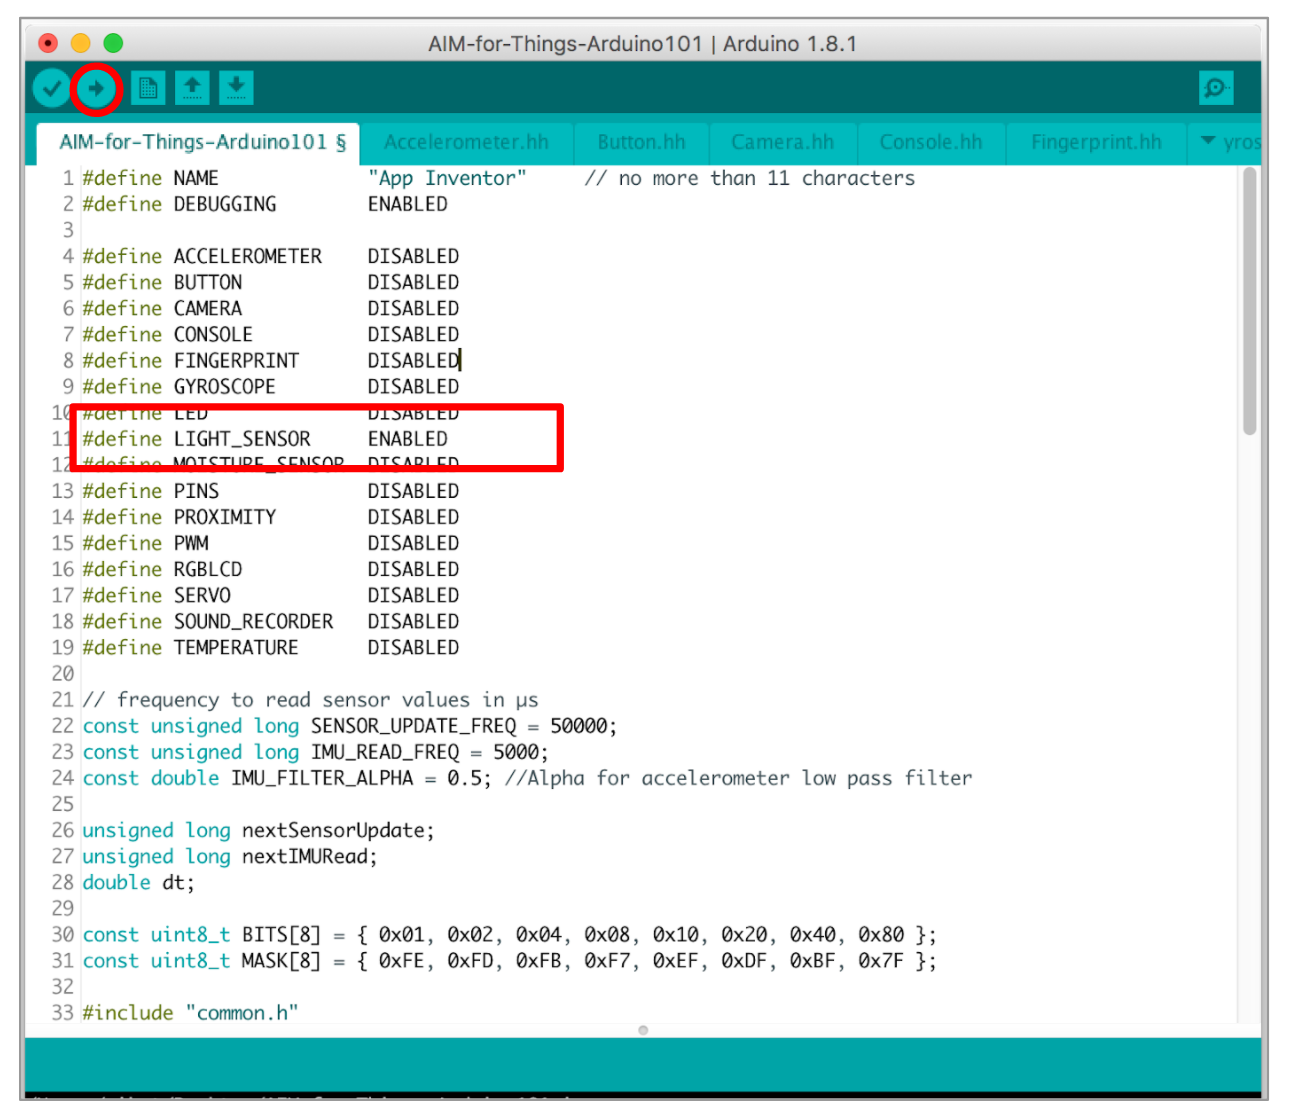 AIM-for-Things-Arduino101 | Arduino 1.8.1
AIM-for-Things-Arduino101 § Accelerometer.hh Button.hh Camera.hh Console.hh Fingerprint.hh yros
1 #define NAME "App Inventor" // no more than 11 characters
2 #define DEBUGGING ENABLED
3
4 #define ACCELEROMETER DISABLED
5 #define BUTTON DISABLED
6 #define CAMERA DISABLED
7 #define CONSOLE DISABLED
8 #define FINGERPRINT DISABLED
9 #define GYROSCOPE DISABLED
10 #define LED DISABLED
11 #define LIGHT_SENSOR ENABLED
12 #define MOISTURE_SENSOR DISABLED
13 #define PINS DISABLED
14 #define PROXIMITY DISABLED
15 #define PWM DISABLED
16 #define RGBLCD DISABLED
17 #define SERVO DISABLED
18 #define SOUND_RECORDER DISABLED
19 #define TEMPERATURE DISABLED
20
21 // frequency to read sensor values in µs
22 const unsigned long SENSOR_UPDATE_FREQ = 50000;
23 const unsigned long IMU_READ_FREQ = 5000;
24 const double IMU_FILTER_ALPHA = 0.5; //Alpha for accelerometer low pass filter
25
26 unsigned long nextSensorUpdate;
27 unsigned long nextIMURead;
28 double dt;
29
30 const uint8_t BITS[8] = { 0x01, 0x02, 0x04, 0x08, 0x10, 0x20, 0x40, 0x80 };
31 const uint8_t MASK[8] = { 0xFE, 0xFD, 0xFB, 0xF7, 0xEF, 0xDF, 0xBF, 0x7F };
32
33 #include "common.h"